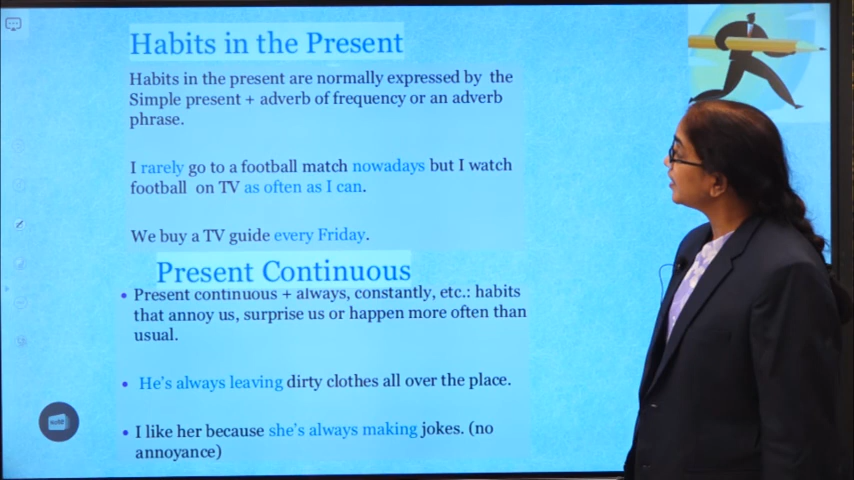 Habits in the Present
Habits in the present are normally expressed by the
Simple present + adverb of frequency or an adverb
phrase.
I rarely go to a football match nowadays but I watch
football on TV as often as I can.
We buy a TV guide every Friday.
Present Continuous
• Present continuous + always, constantly, etc.: habits
that annoy us, surprise us or happen more often than
usual.
• He's always leaving dirty clothes all over the place.
• I like her because she's always making jokes. (no
annoyance)